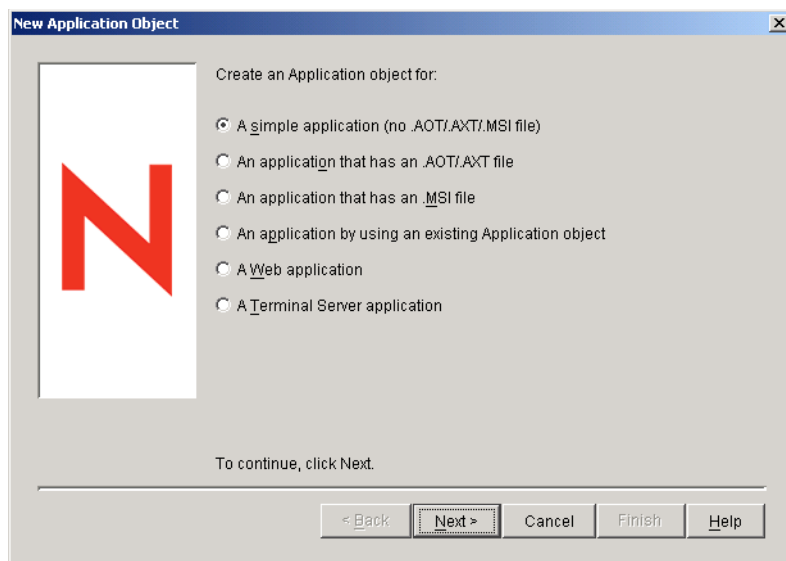 New Application Object
Create an Application object for:
A simple application (no .AOT/.AXT/.MSI file)
An application that has an .AOT/.AXT file
An application that has an .MSI file
An application by using an existing Application object
A Web application
A Terminal Server application
N
To continue, click Next.
< Back
Next >
Cancel
Finish
Help